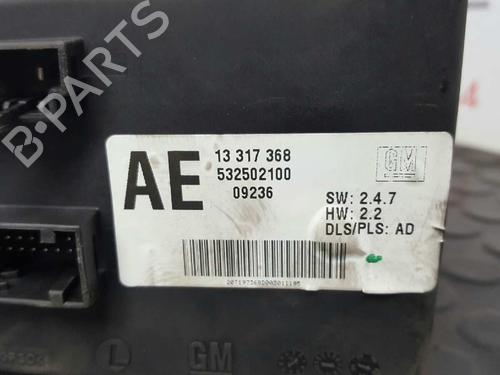 B-PARTS
AE
13 317 368
532502100
09236
GM
SW: 2.4.7
HW: 2.2
DLS/PLS: AD
L GM